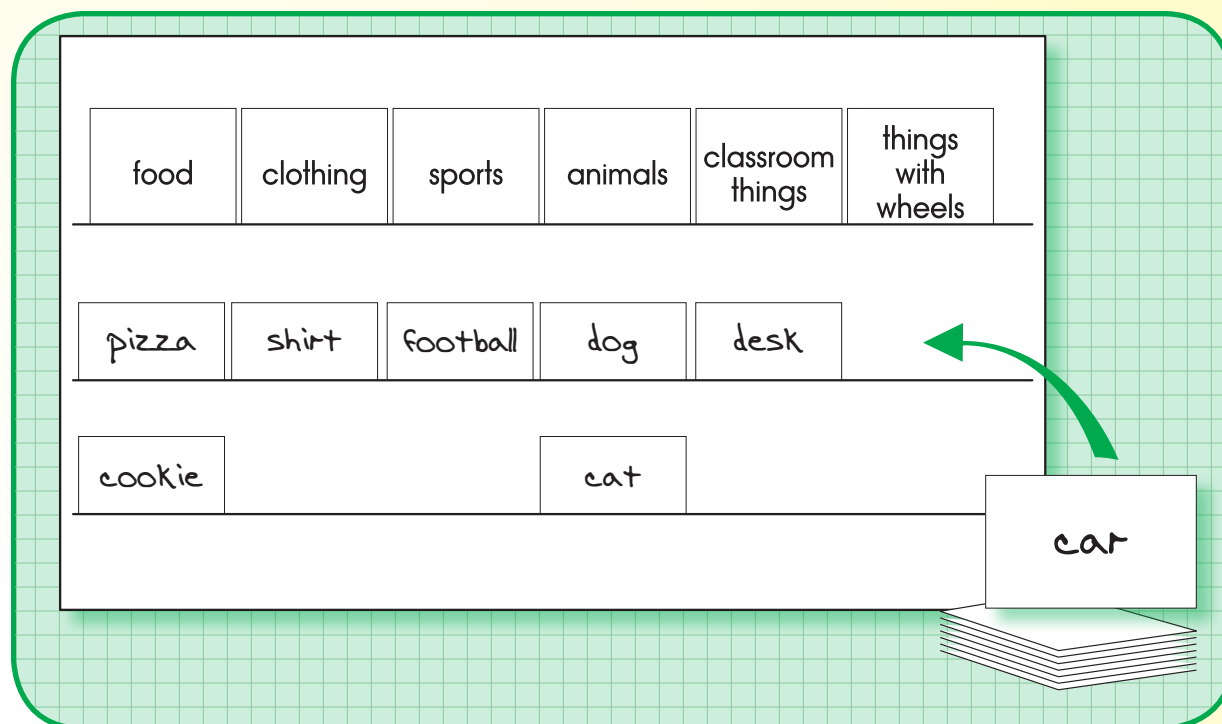 food
clothing
sports
animals
classroom
things
things
with
wheels
pizza
shirt
football
dog
desk
cookie
cat
car